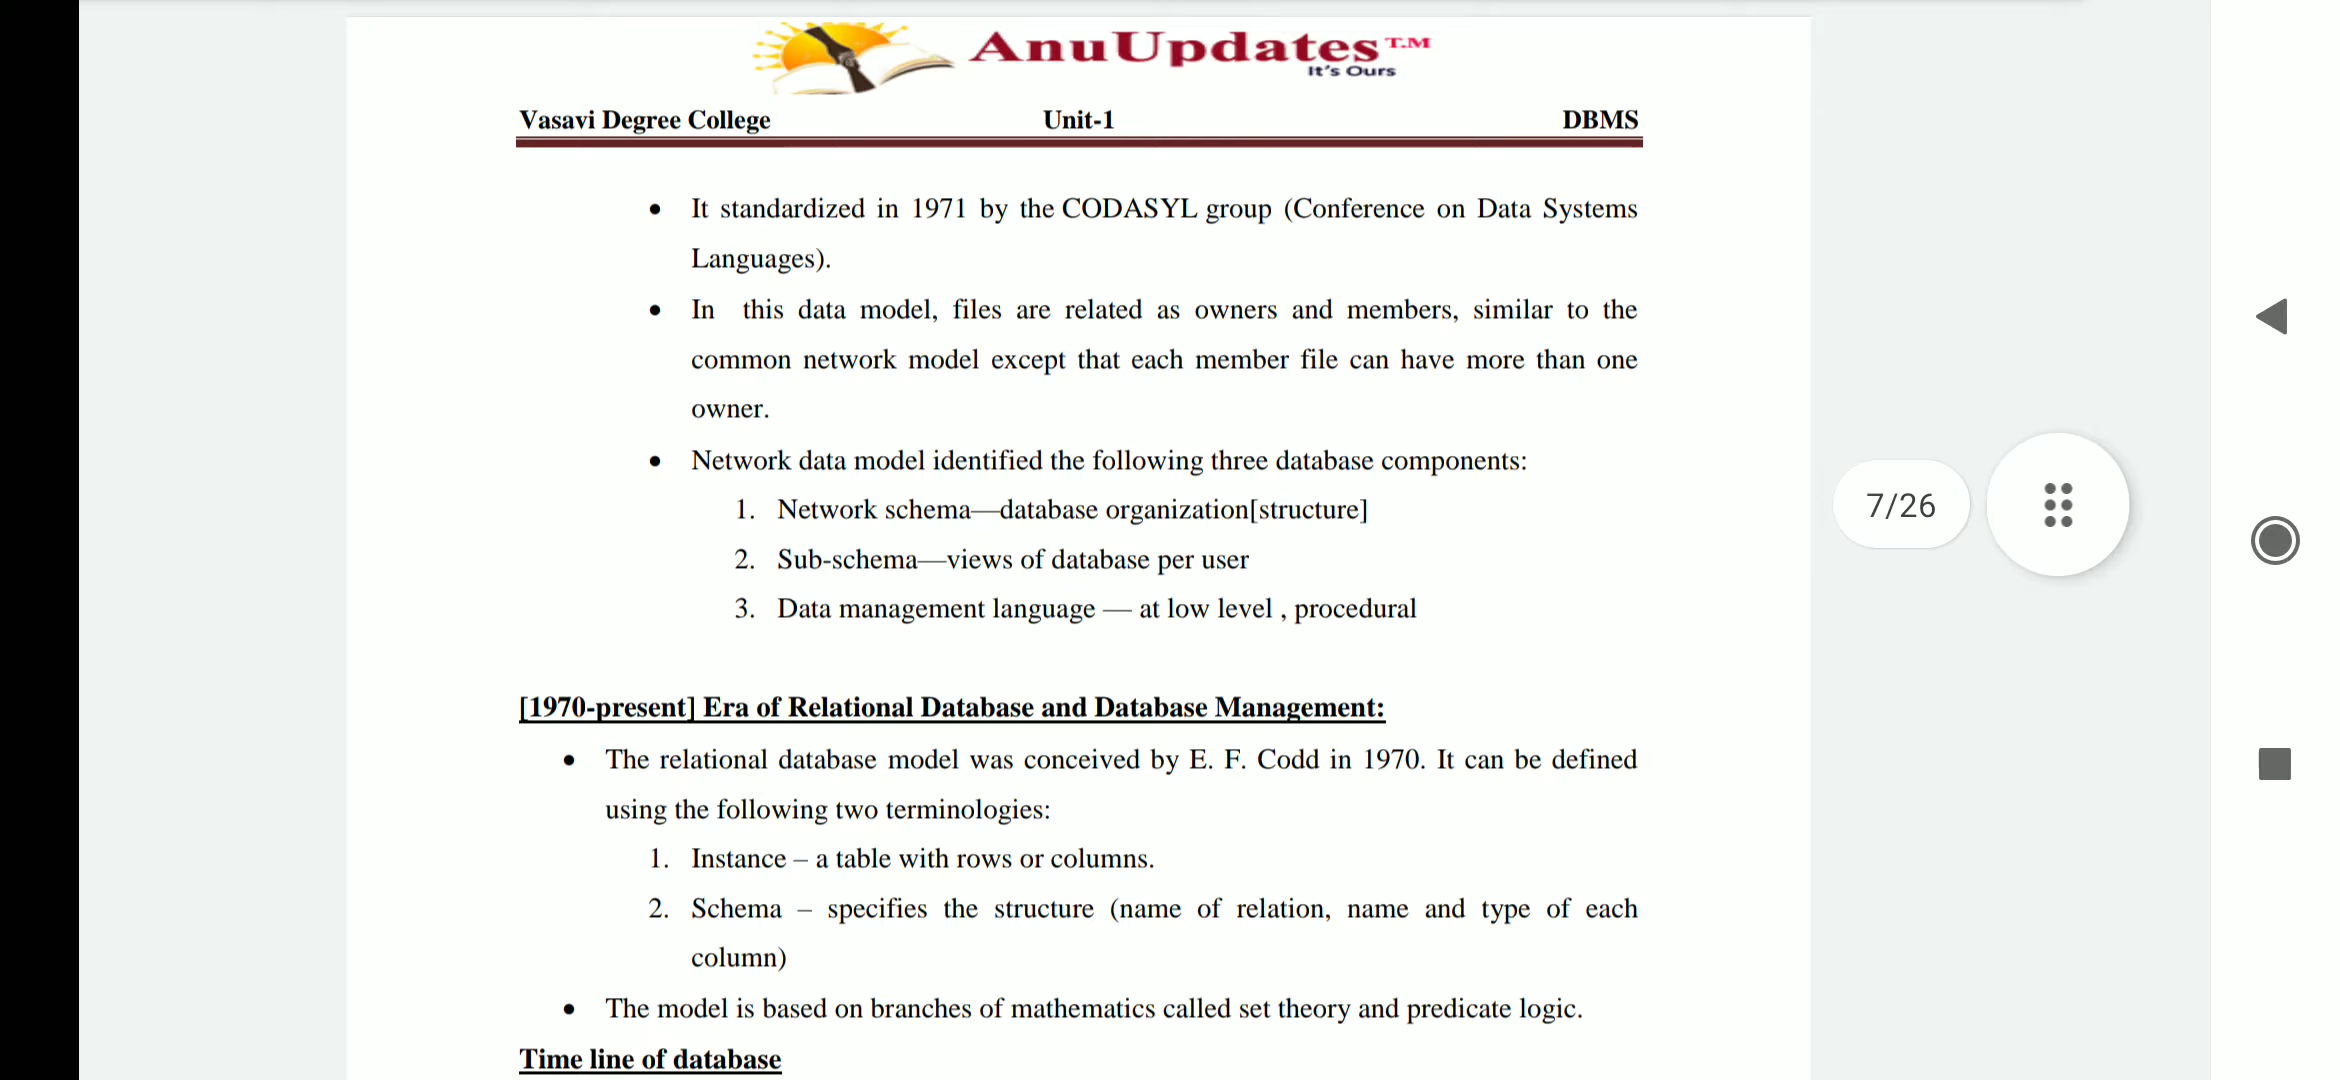 AnuUpdates T.M
It's Ours
Vasavi Degree College Unit-1 DBMS
• It standardized in 1971 by the CODASYL group (Conference on Data Systems
Languages).
• In this data model, files are related as owners and members, similar to the
common network model except that each member file can have more than one
owner.
• Network data model identified the following three database components:
1. Network schema—database organization[structure]
2. Sub-schema—views of database per user
3. Data management language — at low level , procedural
7/26
[1970-present] Era of Relational Database and Database Management:
• The relational database model was conceived by E. F. Codd in 1970. It can be defined
using the following two terminologies:
1. Instance – a table with rows or columns.
2. Schema – specifies the structure (name of relation, name and type of each
column)
• The model is based on branches of mathematics called set theory and predicate logic.
Time line of database